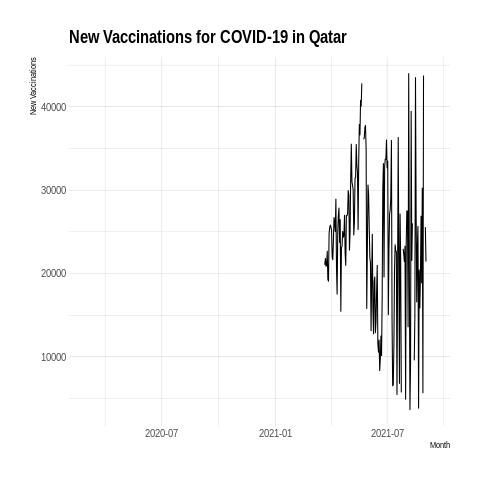 New Vaccinations for COVID-19 in Qatar
New Vaccinations
40000
30000
20000
10000
2020-07
2021-01
2021-07
Month